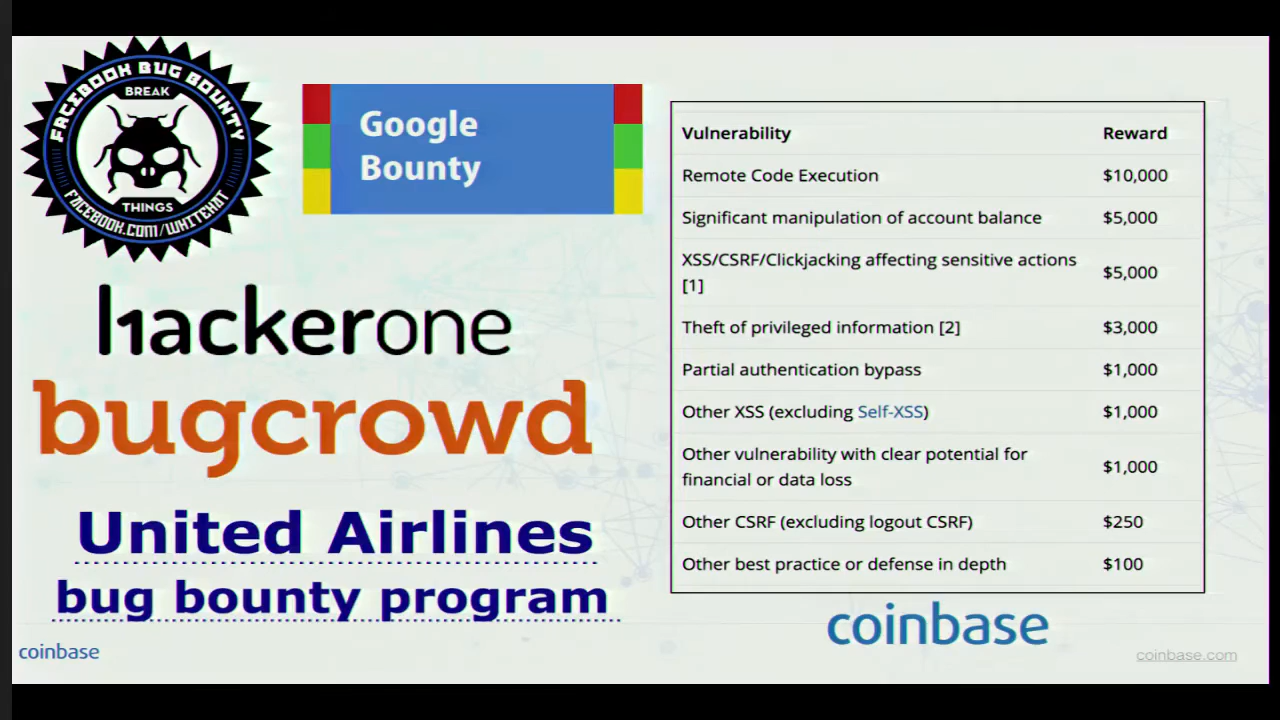 FACEBOOK BUG BOUNTY
BREAK
THINGS
FACEBOOK.COM/WHITEHAT
Google
Bounty
hackerone
bugcrowd
United Airlines
bug bounty program
coinbase
Vulnerability Reward
Remote Code Execution $10,000
Significant manipulation of account balance $5,000
XSS/CSRF/Clickjacking affecting sensitive actions
[1] $5,000
Theft of privileged information [2] $3,000
Partial authentication bypass $1,000
Other XSS (excluding Self-XSS) $1,000
Other vulnerability with clear potential for
financial or data loss $1,000
Other CSRF (excluding logout CSRF) $250
Other best practice or defense in depth $100
coinbase
coinbase.com